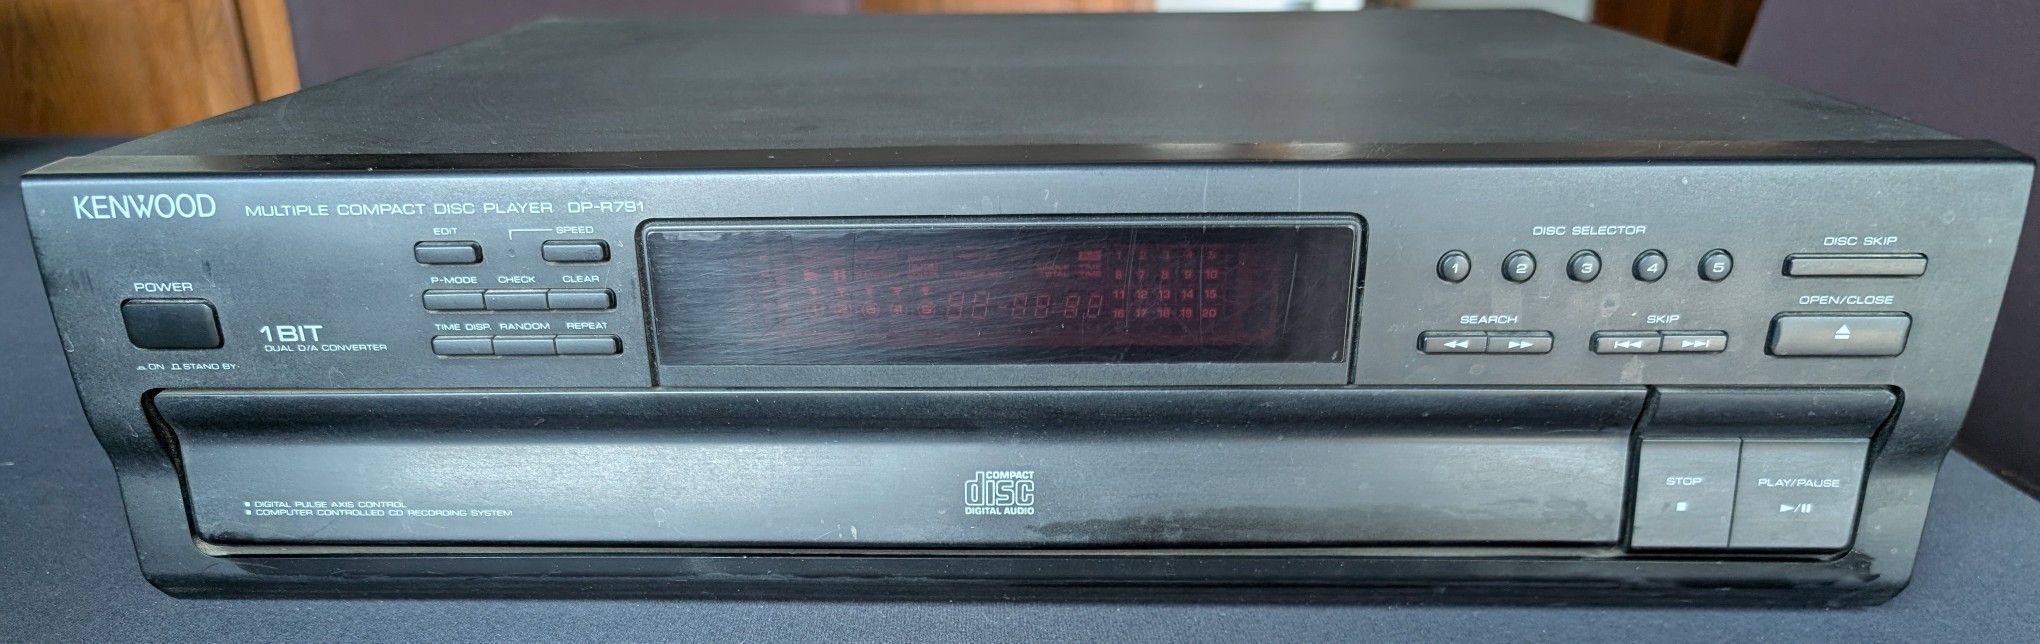 KENWOOD MULTIPLE COMPACT DISC PLAYER DP-R791
EDIT SPEED
P-MODE CHECK CLEAR
POWER
1 BIT
DUAL D/A CONVERTER
TIME DISP. RANDOM REPEAT
ON STAND BY
1 2 3 4 5
TIME
TOTAL TIME
6 7 8 9 10
11 12 13 14 15
16 17 18 19 20
DISC SELECTOR
1 2 3 4 5
DISC SKIP
SEARCH SKIP
OPEN/CLOSE
DIGITAL PULSE AXIS CONTROL
COMPUTER CONTROLLED CD RECORDING SYSTEM
COMPACT
disc
DIGITAL AUDIO
STOP PLAY/PAUSE